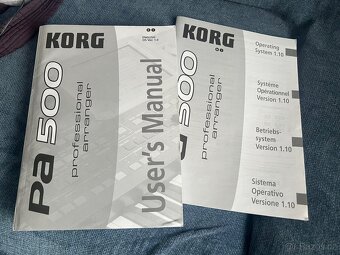 KORG
ENGLISH
Pa 500
professional
arranger
User's Manual
KORG
500
professional
arranger
Operating
System 1.10
Système
Opérationnel
Version 1.10
Betriebs-
system
Version 1.10
Sistema
Operativo
Versione 1.10